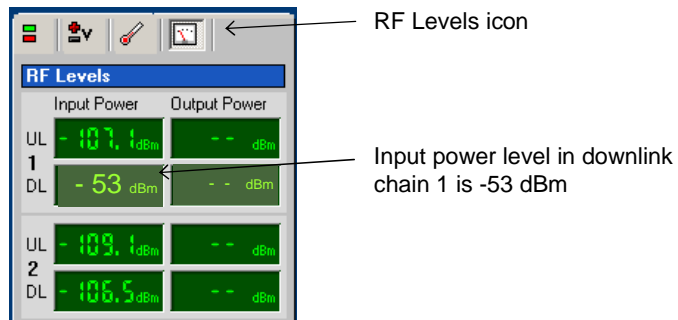 V
RF Levels icon
RF Levels
Input Power Output Power
UL - 107.1 dBm -- dBm
1
DL - 53 dBm - - dBm
Input power level in downlink
chain 1 is -53 dBm
UL - 109.1 dBm -- dBm
2
DL - 106.5 dBm -- dBm